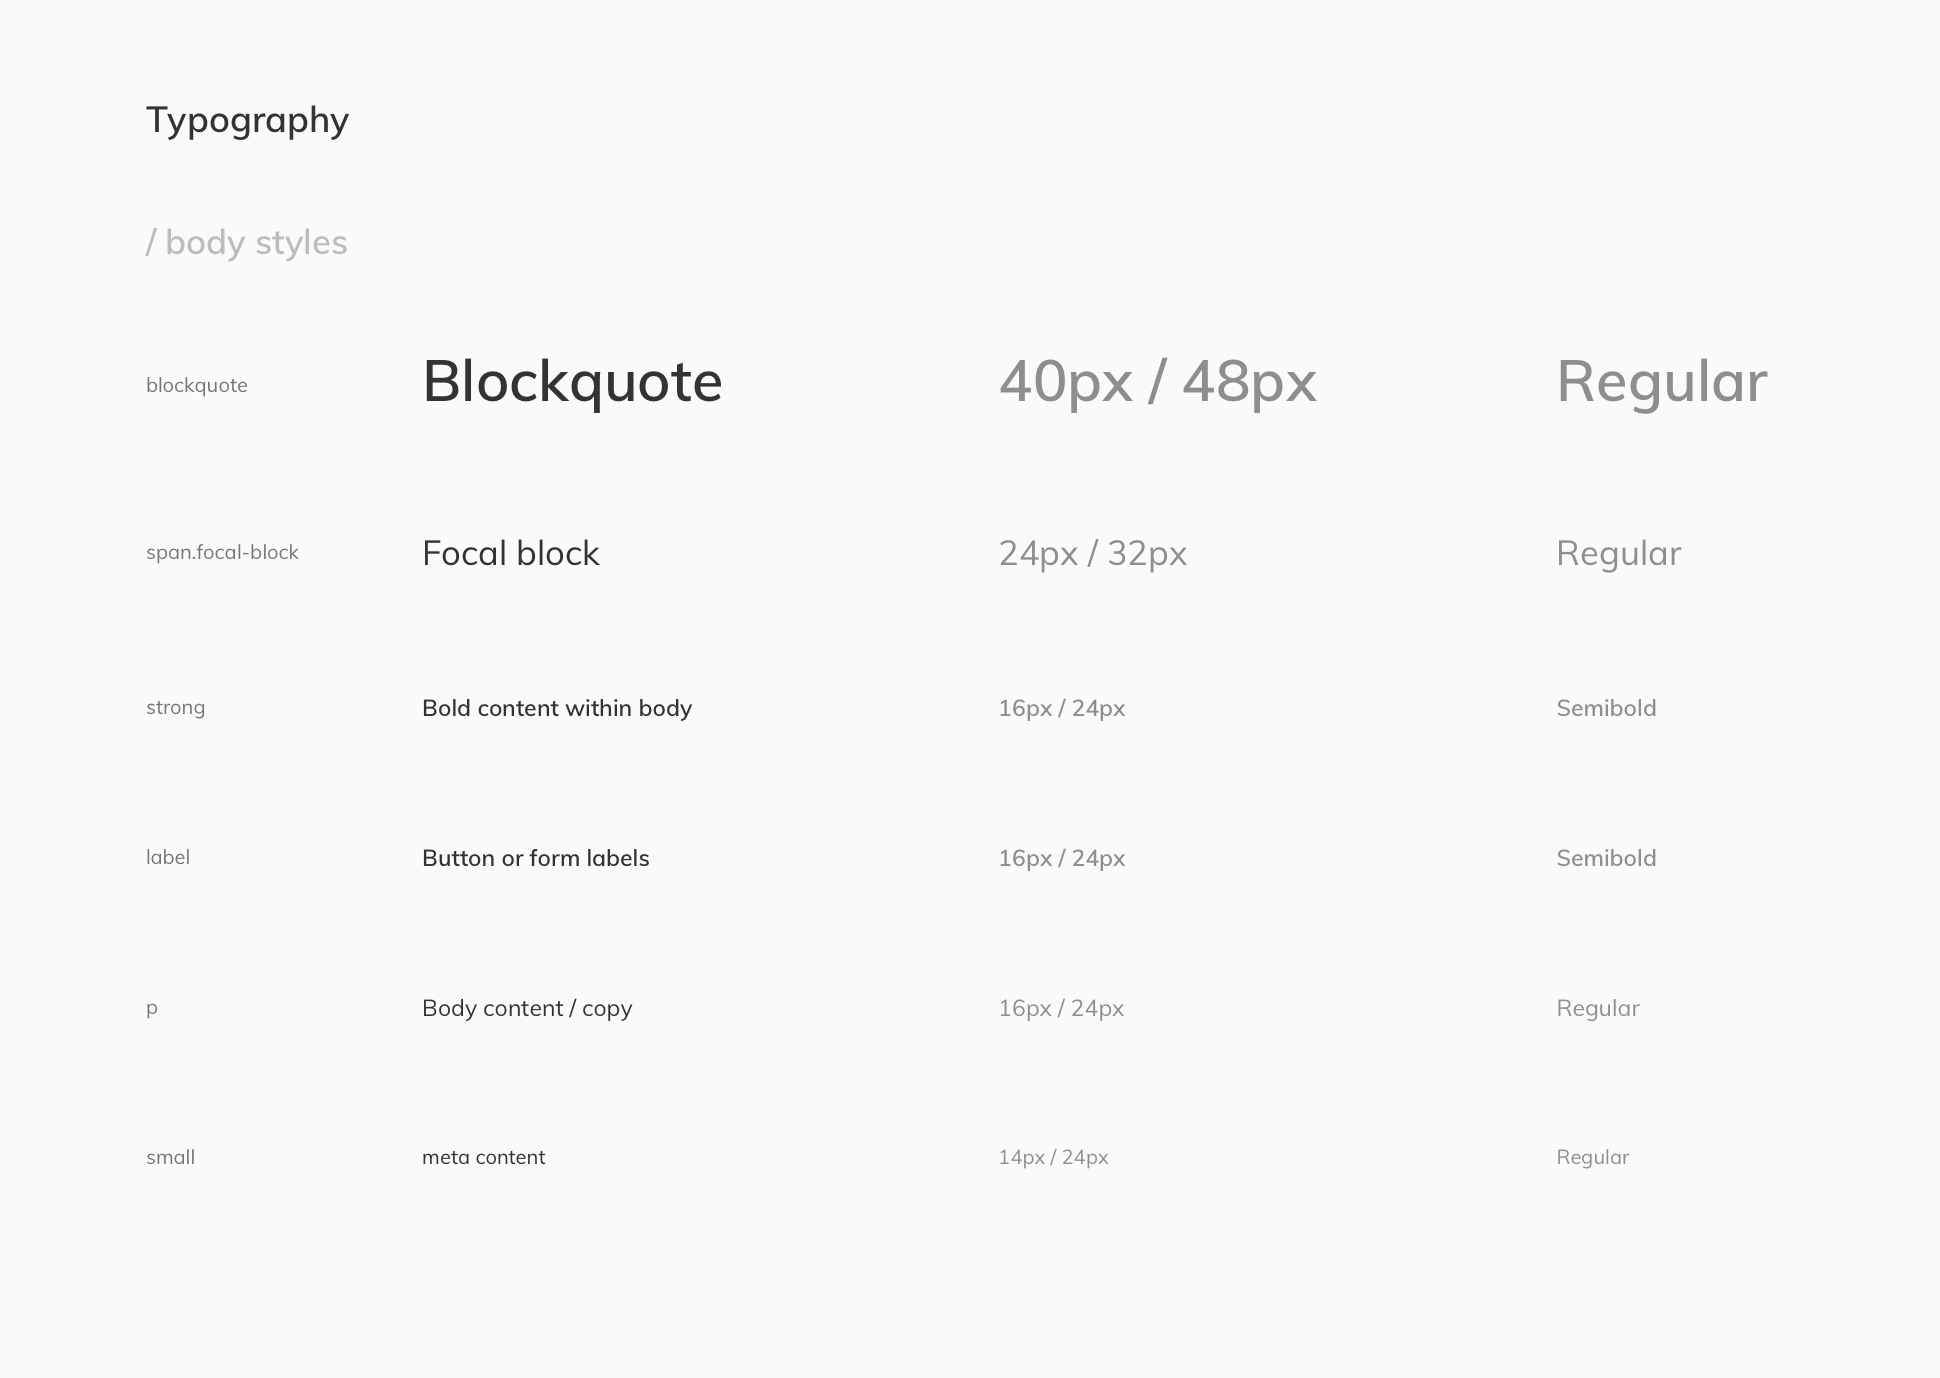 Typography
/ body styles
blockquote Blockquote 40px / 48px Regular
span.focal-block Focal block 24px / 32px Regular
strong Bold content within body 16px / 24px Semibold
label Button or form labels 16px / 24px Semibold
p Body content / copy 16px / 24px Regular
small meta content 14px / 24px Regular